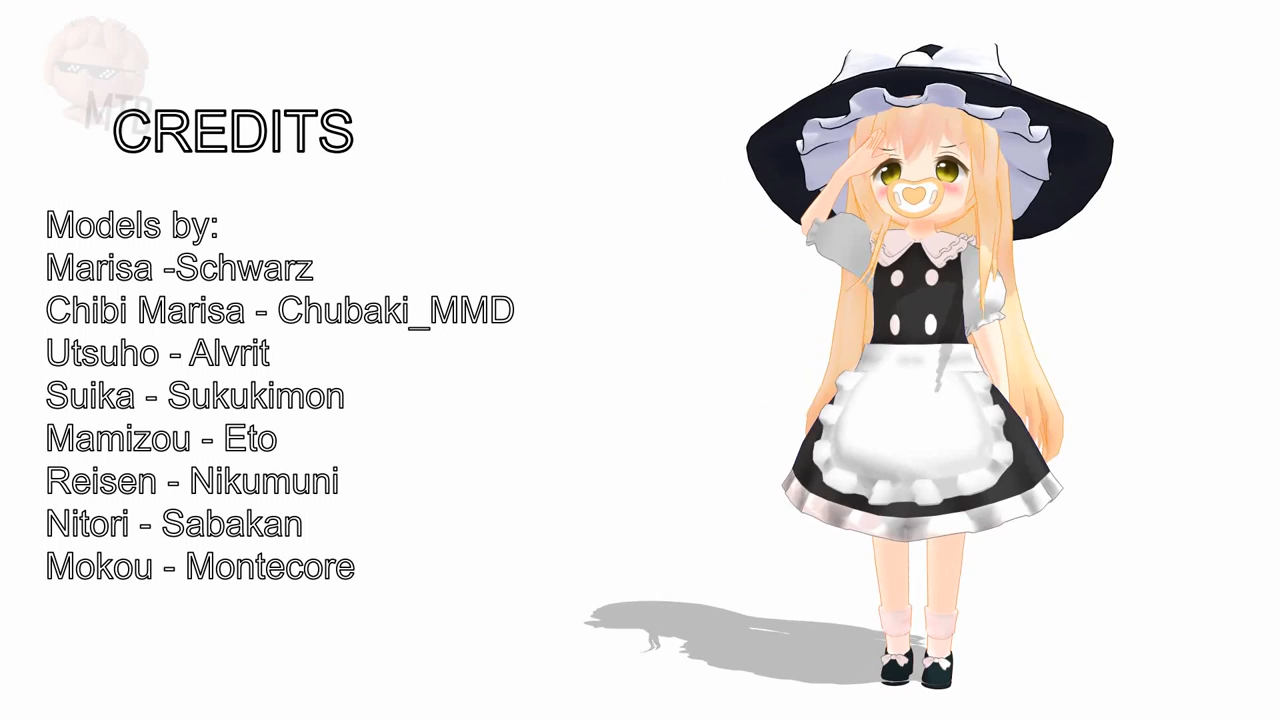 MTB
CREDITS
Models by:
Marisa -Schwarz
Chibi Marisa - Chubaki_MMD
Utsuho - Alvrit
Suika - Sukukimon
Mamizou - Eto
Reisen - Nikumuni
Nitori - Sabakan
Mokou - Montecore